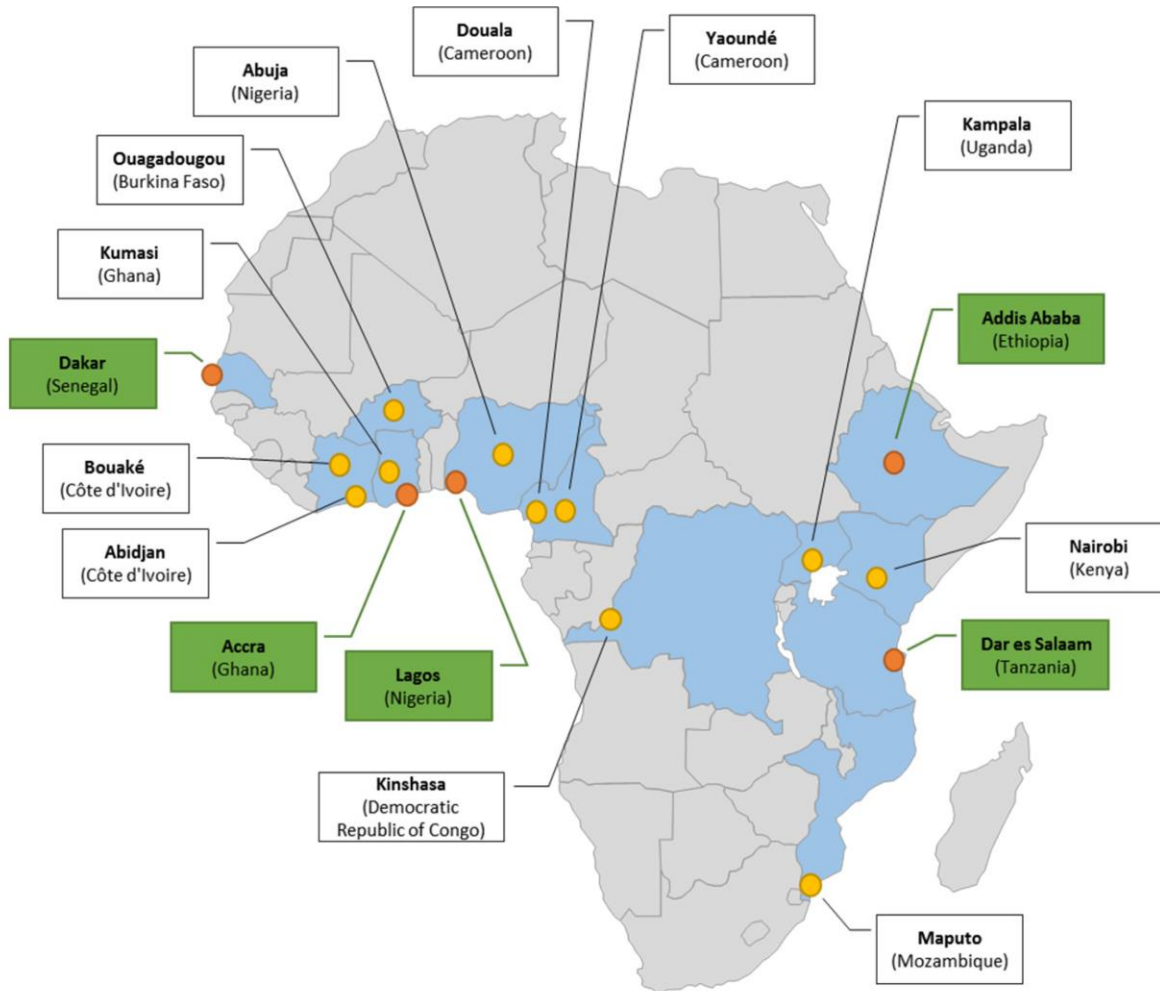 Douala
(Cameroon)
Yaoundé
(Cameroon)
Abuja
(Nigeria)
Kampala
(Uganda)
Ouagadougou
(Burkina Faso)
Kumasi
(Ghana)
Addis Ababa
(Ethiopia)
Dakar
(Senegal)
Bouaké
(Côte d'Ivoire)
Abidjan
(Côte d'Ivoire)
Nairobi
(Kenya)
Accra
(Ghana)
Lagos
(Nigeria)
Dar es Salaam
(Tanzania)
Kinshasa
(Democratic
Republic of Congo)
Maputo
(Mozambique)